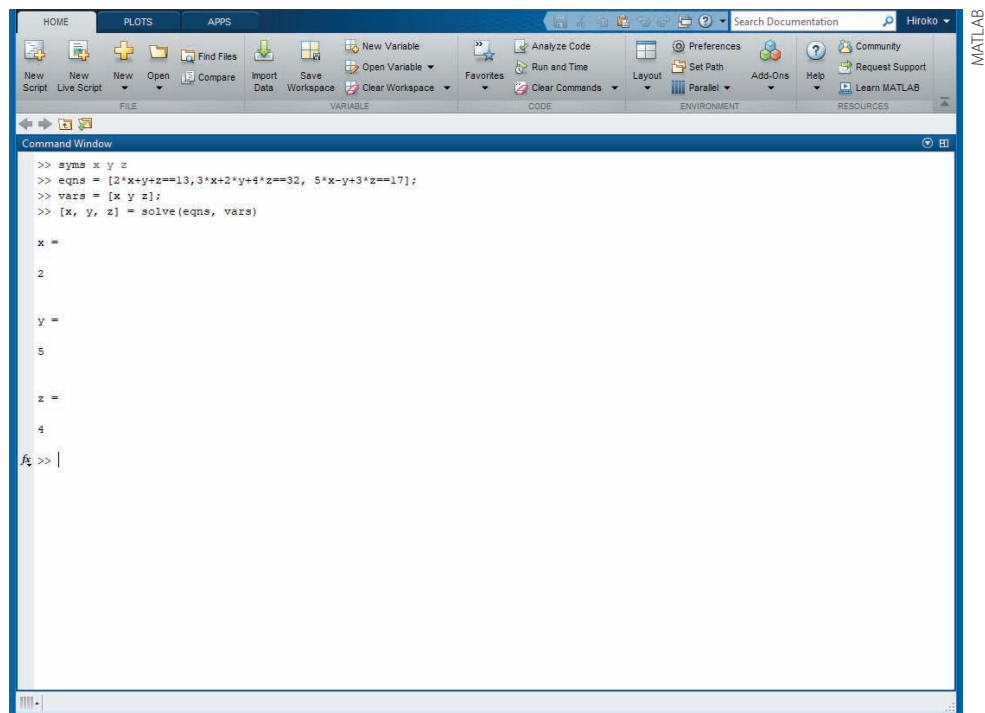 HOME PLOTS APPS
Search Documentation
Hiroko
New Script
New Live Script
New
Open
Find Files
Compare
Import Data
Save Workspace
New Variable
Open Variable
Clear Workspace
Favorites
Analyze Code
Run and Time
Clear Commands
Layout
Preferences
Set Path
Parallel
Add-Ons
Help
Community
Request Support
Learn MATLAB
FILE VARIABLE CODE ENVIRONMENT RESOURCES
Command Window
>> syms x y z
>> eqns = [2*x+y+z==13,3*x+2*y+4*z==32, 5*x-y+3*z==17];
>> vars = [x y z];
>> [x, y, z] = solve(eqns, vars)
x =
2
y =
5
z =
4
fx >>
MATLAB